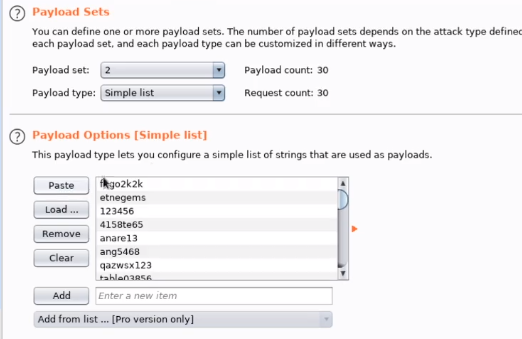 Payload Sets
You can define one or more payload sets. The number of payload sets depends on the attack type defined
each payload set, and each payload type can be customized in different ways.
Payload set: 2 Payload count: 30
Payload type: Simple list Request count: 30
Payload Options [Simple list]
This payload type lets you configure a simple list of strings that are used as payloads.
Paste
Load ...
Remove
Clear
etnegems
123456
4158te65
anare13
ang5468
qazwsx123
table03856
Add Enter a new item
Add from list ... [Pro version only]